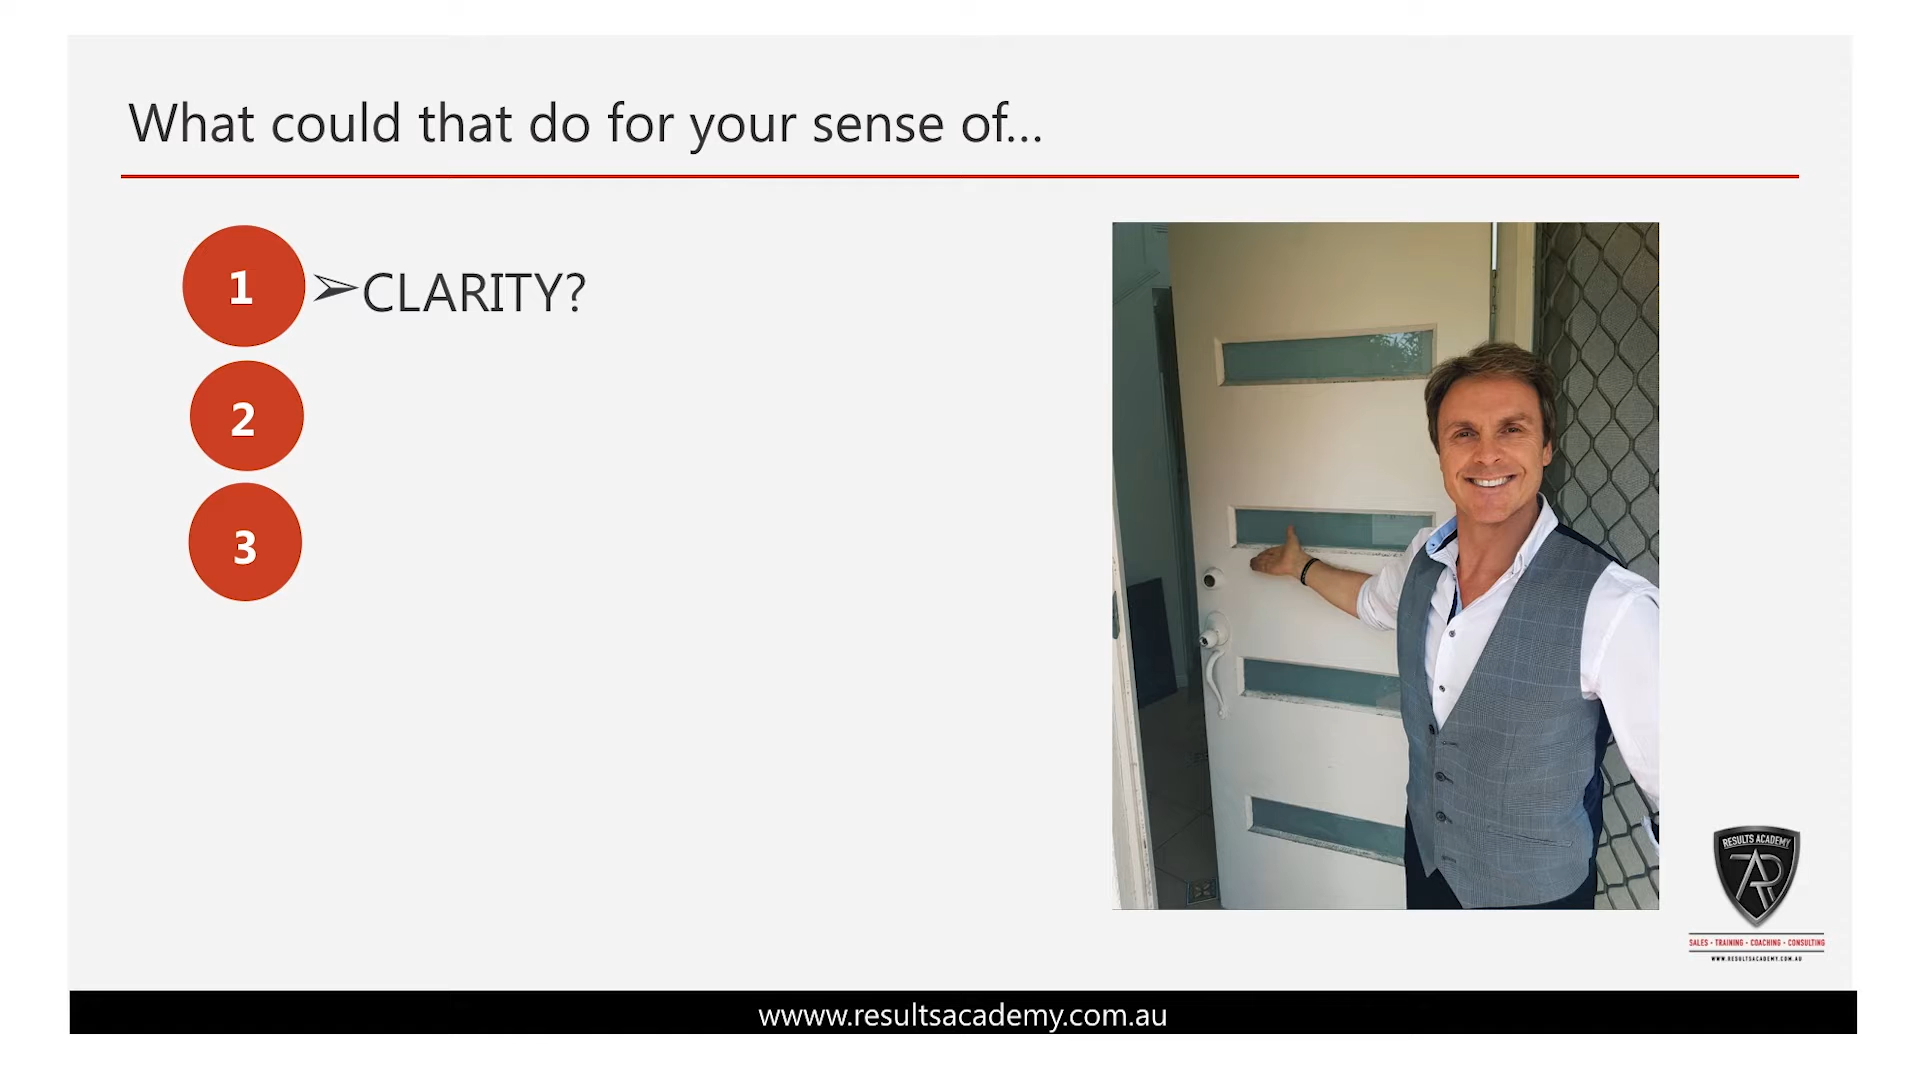 What could that do for your sense of...
1
➢CLARITY?
2
3
RESULTS ACADEMY
SALES - TRAINING - COACHING - CONSULTING
WWW.RESULTSACADEMY.COM.AU
wwww.resultsacademy.com.au